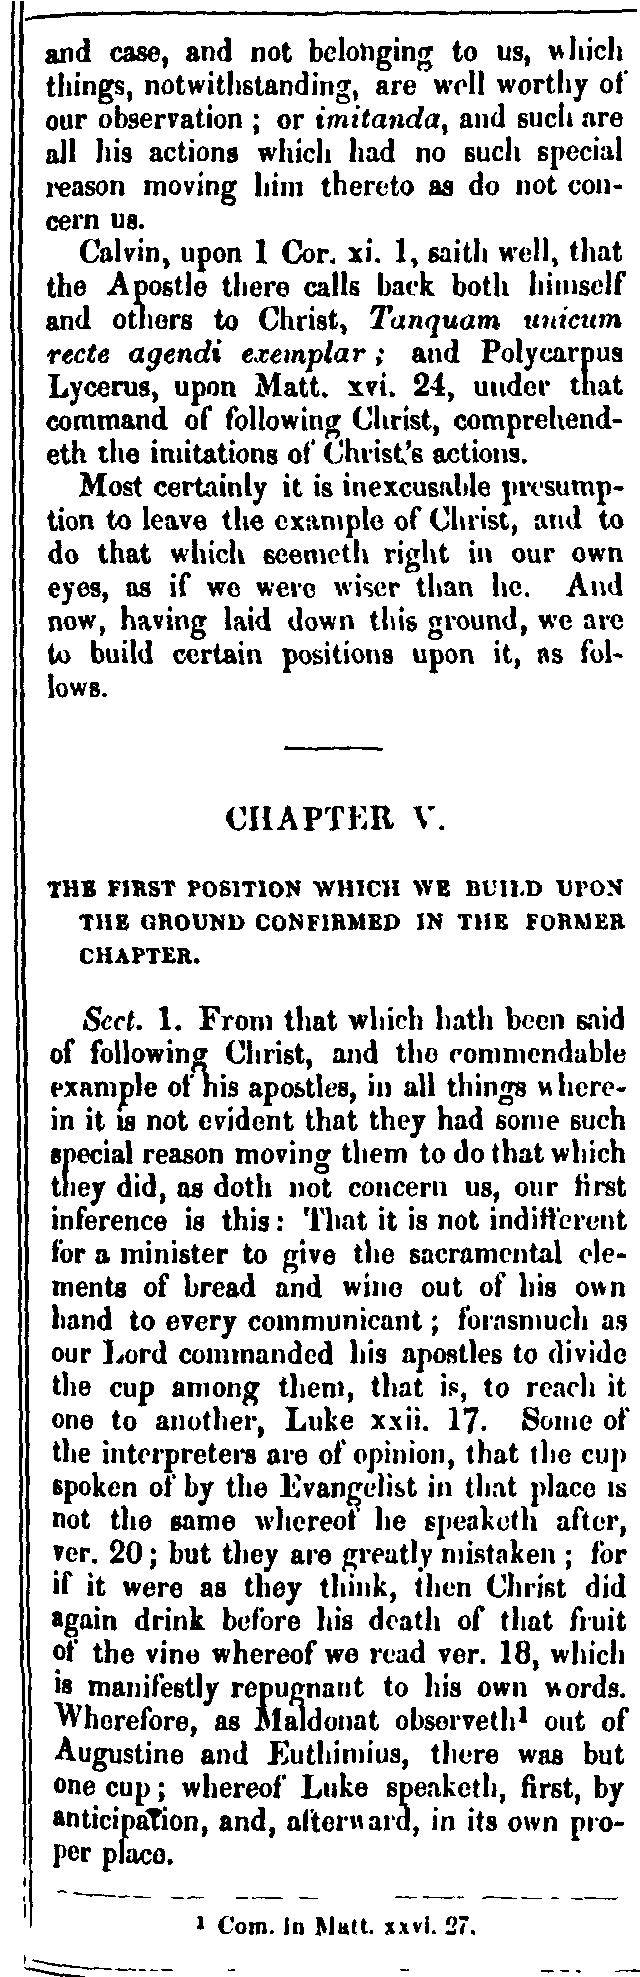 and case, and not belonging to us, which
things, notwithstanding, are well worthy of
our observation ; or imitanda, and such are
all his actions which had no such special
reason moving him thereto as do not con-
cern us.
Calvin, upon 1 Cor. xi. 1, saith well, that
the Apostle there calls back both himself
and others to Christ, Tanquam unicum
recte agendi exemplar ; and Polycarpus
Lycerus, upon Matt. xvi. 24, under that
command of following Christ, comprehend-
eth the imitations of Christ's actions.
Most certainly it is inexcusable presump-
tion to leave the example of Christ, and to
do that which seemeth right in our own
eyes, as if we were wiser than he. And
now, having laid down this ground, we are
to build certain positions upon it, as fol-
lows.
CHAPTER V.
THE FIRST POSITION WHICH WE BUILD UPON
THE GROUND CONFIRMED IN THE FORMER
CHAPTER.
Sect. 1. From that which hath been said
of following Christ, and the commendable
example of his apostles, in all things where-
in it is not evident that they had some such
special reason moving them to do that which
they did, as doth not concern us, our first
inference is this: That it is not indifferent
for a minister to give the sacramental ele-
ments of bread and wine out of his own
hand to every communicant ; forasmuch as
our Lord commanded his apostles to divide
the cup among them, that is, to reach it
one to another, Luke xxii. 17. Some of
the interpreters are of opinion, that the cup
spoken of by the Evangelist in that place is
not the same whereof he speaketh after,
ver. 20 ; but they are greatly mistaken ; for
if it were as they think, then Christ did
again drink before his death of that fruit
of the vine whereof we read ver. 18, which
is manifestly repugnant to his own words.
Wherefore, as Maldonat observeth¹ out of
Augustine and Euthimius, there was but
one cup ; whereof Luke speaketh, first, by
anticipation, and, afterward, in its own pro-
per place.
¹ Com. in Matt. xxvi. 27.